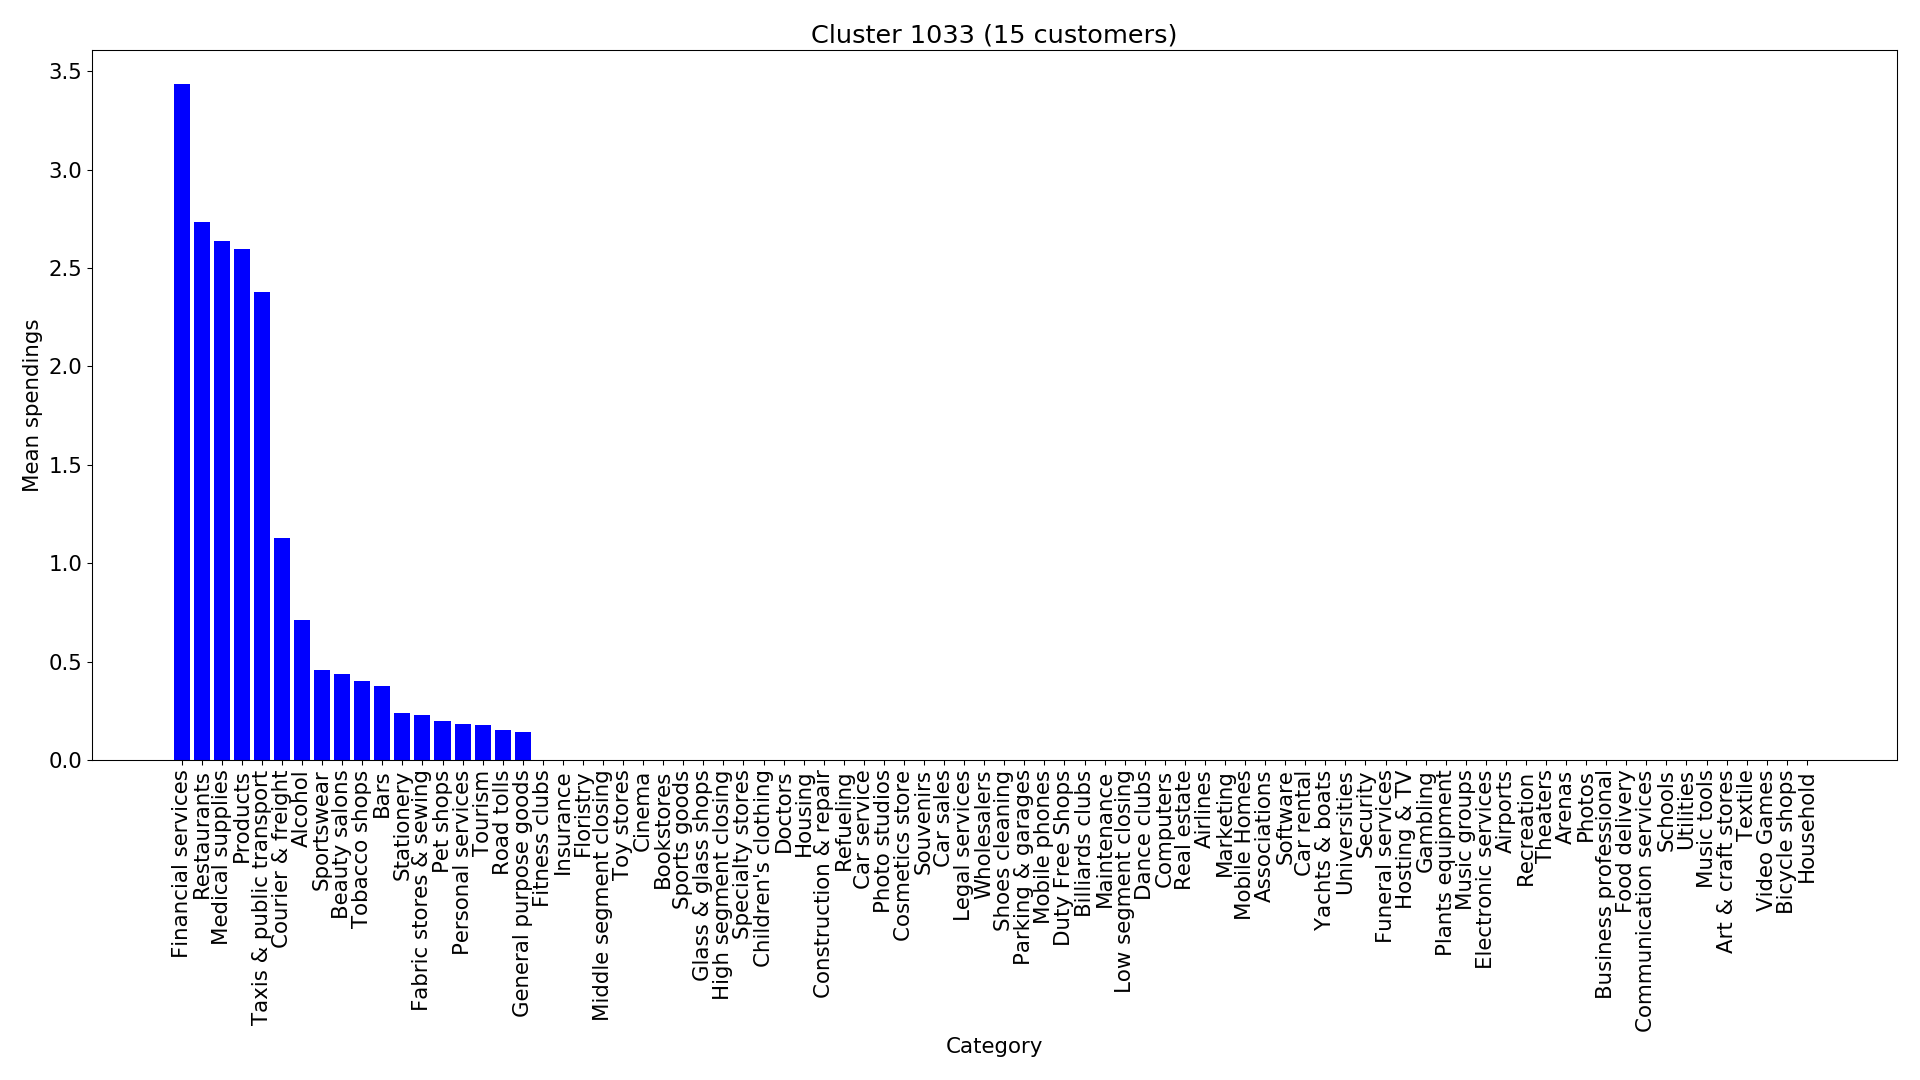 Cluster 1033 (15 customers)
3.5
3.0
2.5
2.0
1.5
1.0
0.5
0.0
Mean spendings
Financial services
Restaurants
Medical supplies
Products
Taxis & public transport
Courier & freight
Alcohol
Sportswear
Beauty salons
Tobacco shops
Bars
Stationery
Fabric stores & sewing
Pet shops
Personal services
Tourism
Road tolls
General purpose goods
Fitness clubs
Insurance
Floristry
Middle segment closing
Toy stores
Cinema
Bookstores
Sports goods
Glass & glass shops
High segment closing
Specialty stores
Children's clothing
Doctors
Housing
Construction & repair
Refueling
Car service
Photo studios
Cosmetics store
Souvenirs
Car sales
Legal services
Wholesalers
Shoes cleaning
Parking & garages
Mobile phones
Duty Free Shops
Billiards clubs
Maintenance
Low segment closing
Dance clubs
Computers
Real estate
Airlines
Marketing
Mobile Homes
Associations
Software
Car rental
Yachts & boats
Universities
Security
Funeral services
Hosting & TV
Gambling
Plants equipment
Music groups
Electronic services
Airports
Recreation
Theaters
Arenas
Photos
Business professional
Food delivery
Communication services
Schools
Utilities
Music tools
Art & craft stores
Textile
Video Games
Bicycle shops
Household
Category